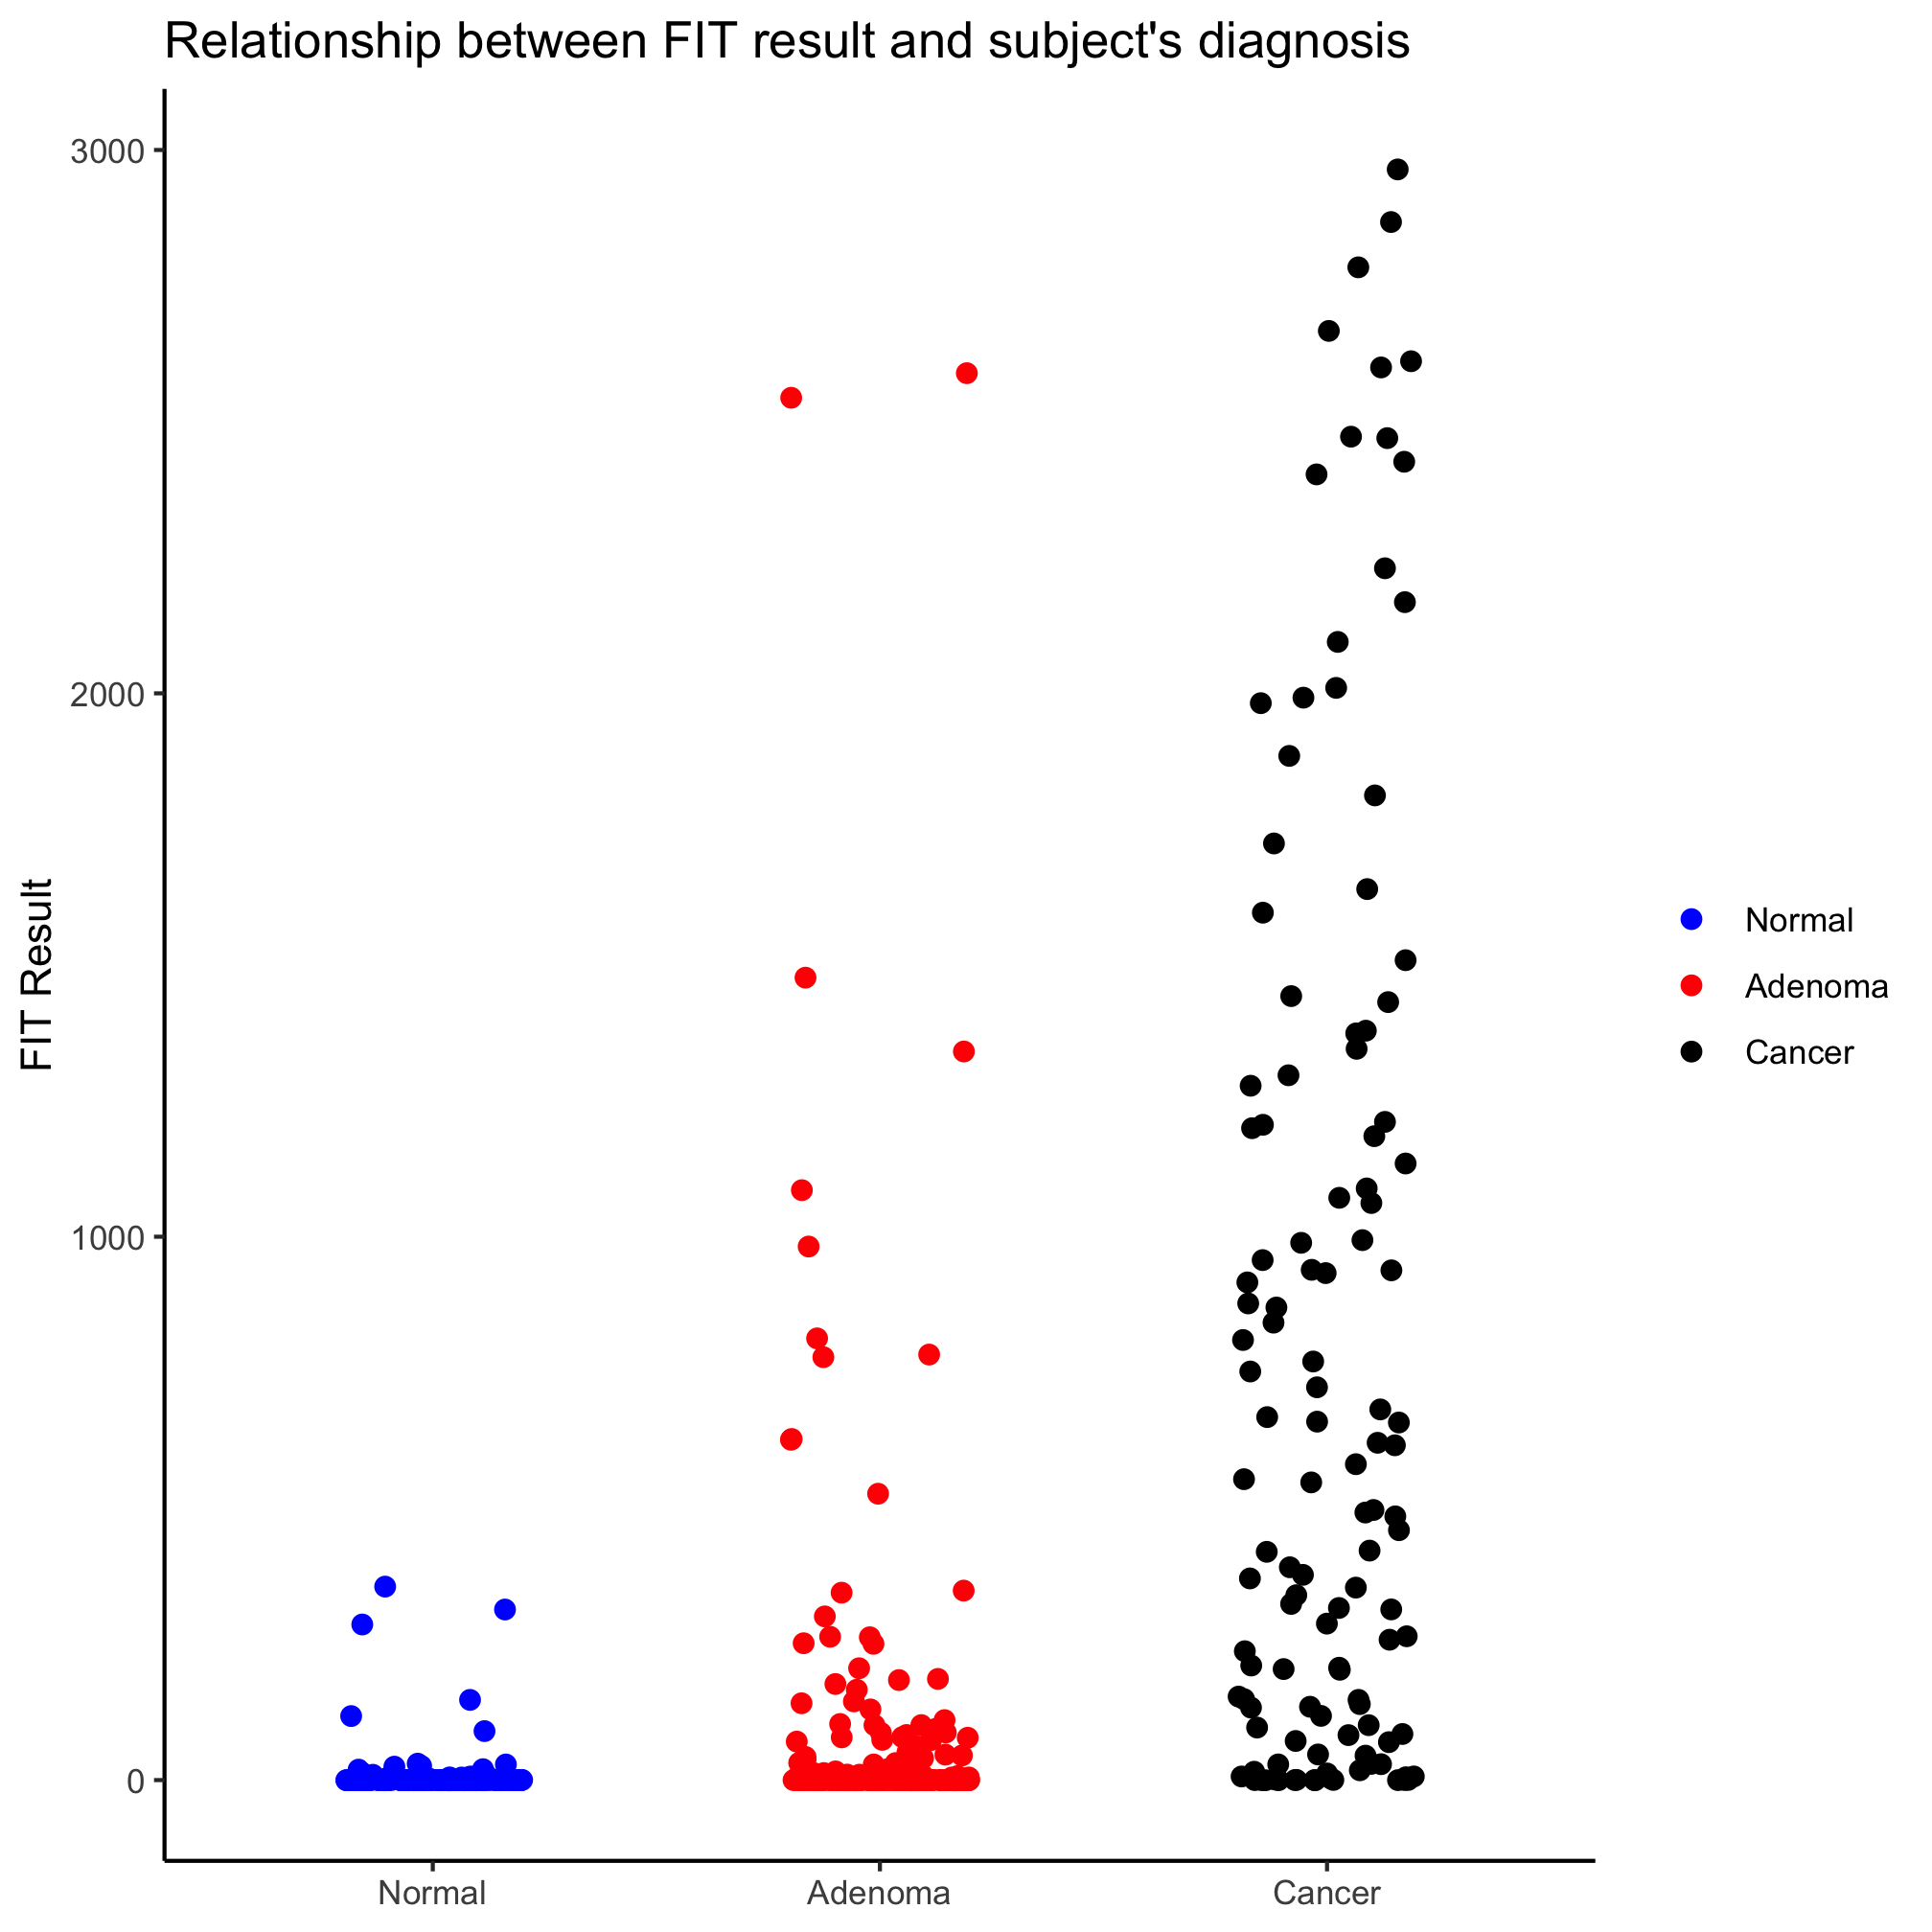 Relationship between FIT result and subject's diagnosis
3000
2000
1000
0
FIT Result
Normal
Adenoma
Cancer
Normal
Adenoma
Cancer